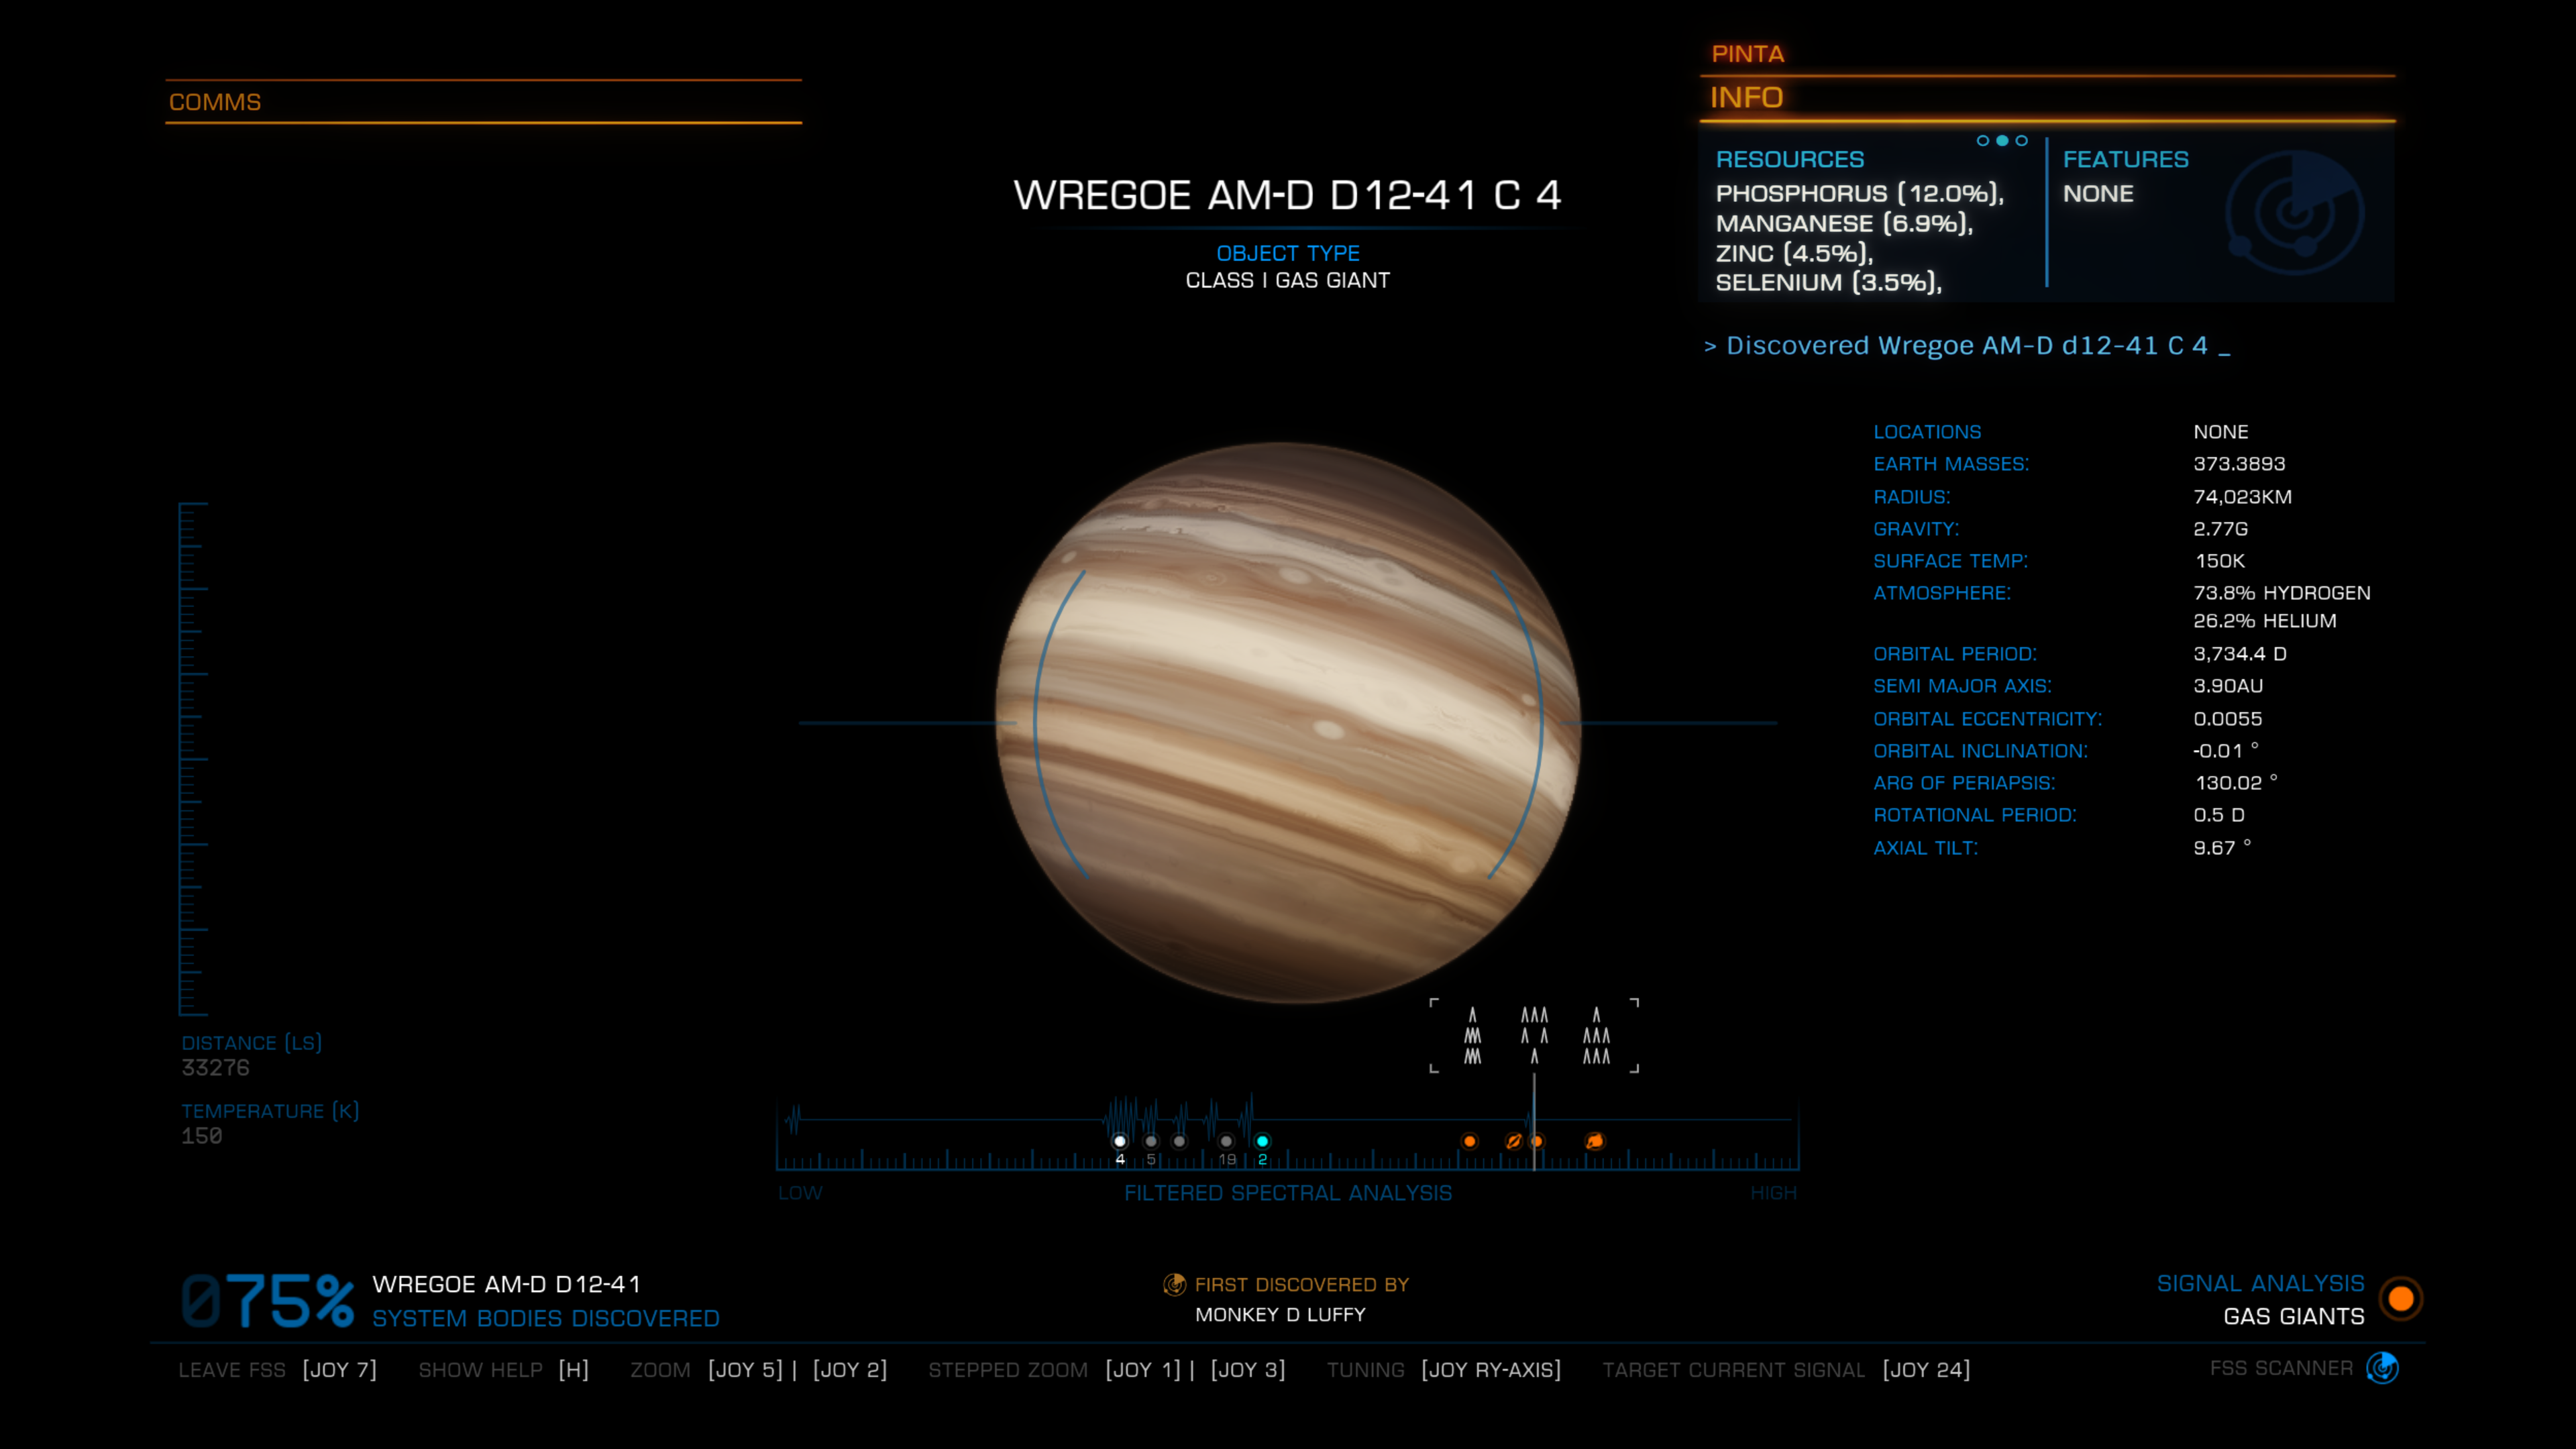 COMMS
PINTA
INFO
RESOURCES
PHOSPHORUS (12.0%),
MANGANESE (6.9%),
ZINC (4.5%),
SELENIUM (3.5%),
FEATURES
NONE
WREGOE AM-D D12-41 C 4
OBJECT TYPE
CLASS I GAS GIANT
> Discovered Wregoe AM-D d12-41 C 4 _
LOCATIONS NONE
EARTH MASSES: 373.3893
RADIUS: 74,023KM
GRAVITY: 2.77G
SURFACE TEMP: 150K
ATMOSPHERE: 73.8% HYDROGEN
26.2% HELIUM
ORBITAL PERIOD: 3,734.4 D
SEMI MAJOR AXIS: 3.90AU
ORBITAL ECCENTRICITY: 0.0055
ORBITAL INCLINATION: -0.01 °
ARG OF PERIAPSIS: 130.02 °
ROTATIONAL PERIOD: 0.5 D
AXIAL TILT: 9.67 °
DISTANCE (LS)
33276
TEMPERATURE (K)
150
4 5 19 2
LOW FILTERED SPECTRAL ANALYSIS HIGH
075% WREGOE AM-D D12-41
SYSTEM BODIES DISCOVERED
FIRST DISCOVERED BY
MONKEY D LUFFY
SIGNAL ANALYSIS
GAS GIANTS
LEAVE FSS [JOY 7] SHOW HELP [H] ZOOM [JOY 5] | [JOY 2] STEPPED ZOOM [JOY 1] | [JOY 3] TUNING [JOY RY-AXIS] TARGET CURRENT SIGNAL [JOY 24] FSS SCANNER